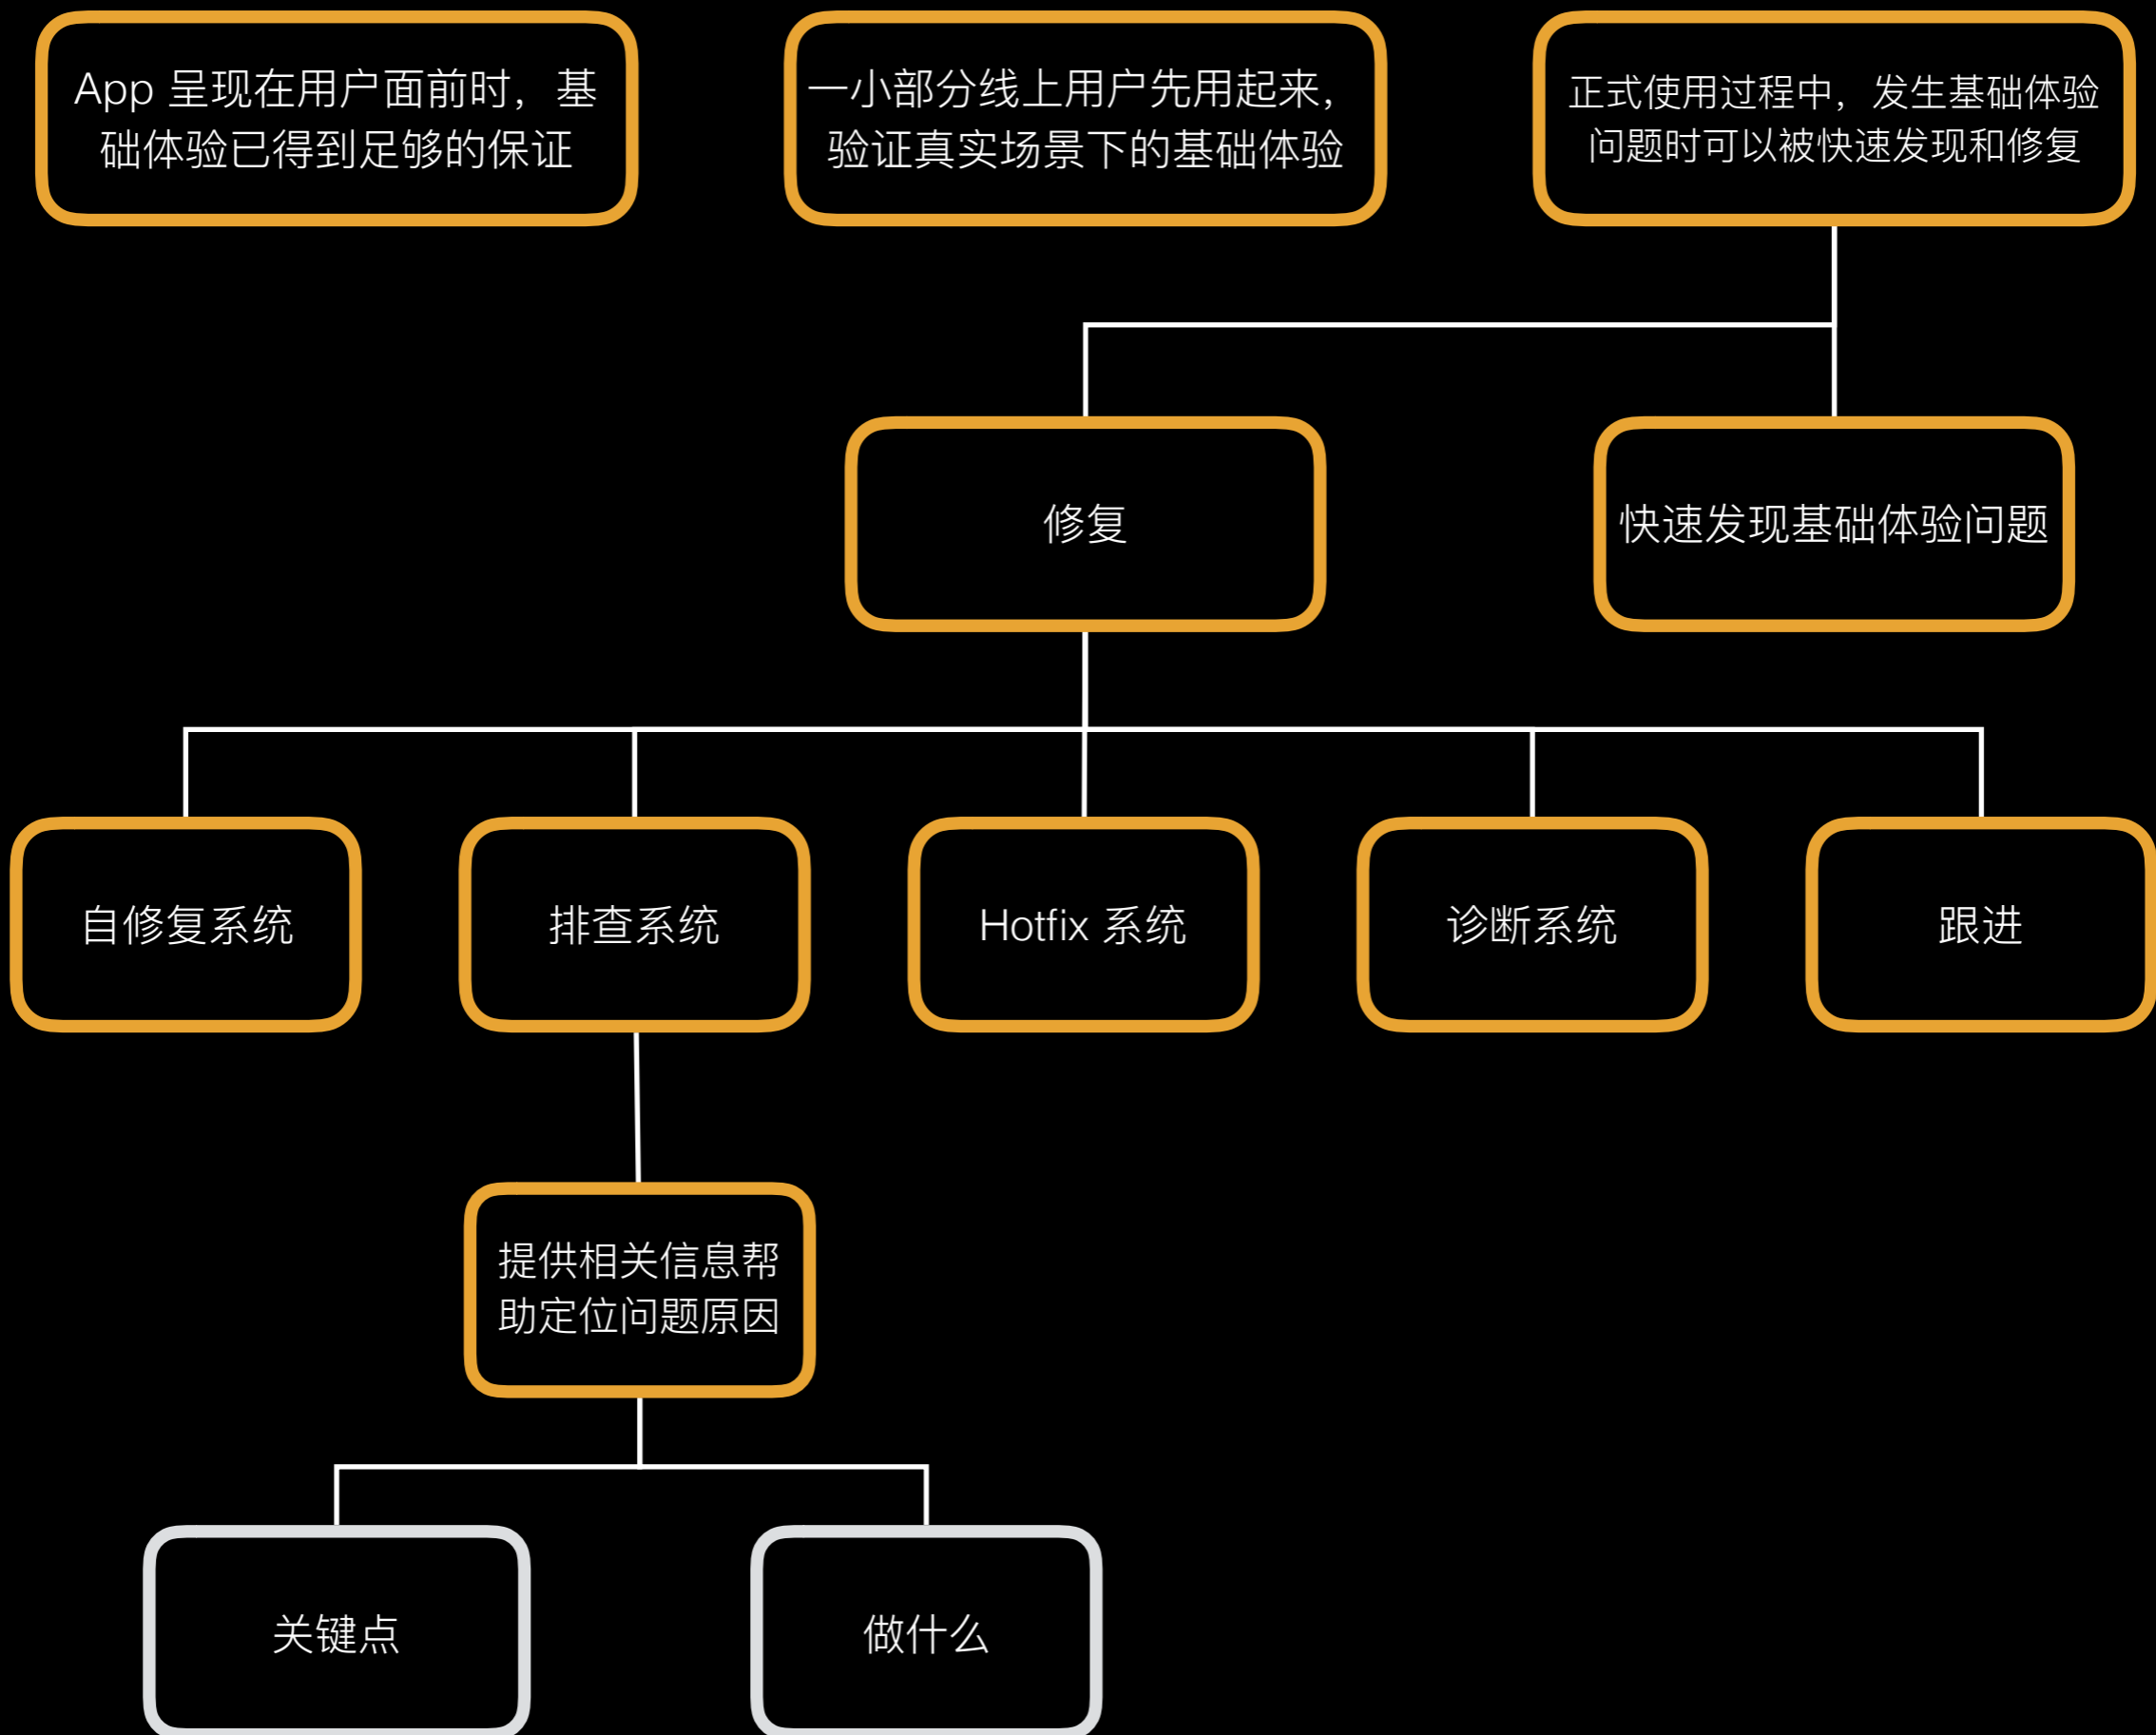 App 呈现在用户面前时，基
础体验已得到足够的保证
一小部分线上用户先用起来，
验证真实场景下的基础体验
正式使用过程中，发生基础体验
问题时可以被快速发现和修复
修复
快速发现基础体验问题
自修复系统
排查系统
Hotfix 系统
诊断系统
跟进
提供相关信息帮
助定位问题原因
关键点
做什么